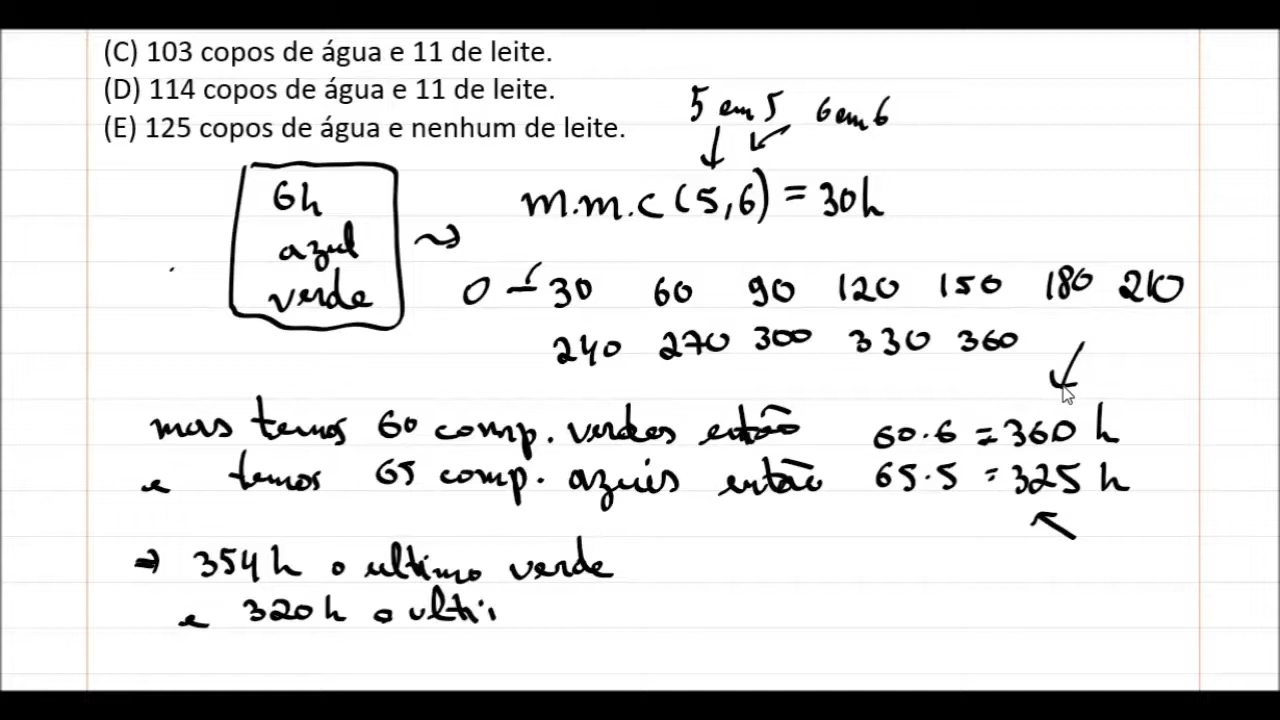 (C) 103 copos de água e 11 de leite.
(D) 114 copos de água e 11 de leite.
(E) 125 copos de água e nenhum de leite.
5 em 5 6 em 6
6h
azul
verde
m.m.c (5,6) = 30h
0 30 60 90 120 150 180 210
240 270 300 330 360
mas temos 60 comp. verdes então 60.6 = 360 h
e temos 65 comp. azuis então 65.5 = 325 h
⇒ 354h o ultimo verde
e 320h o ulti